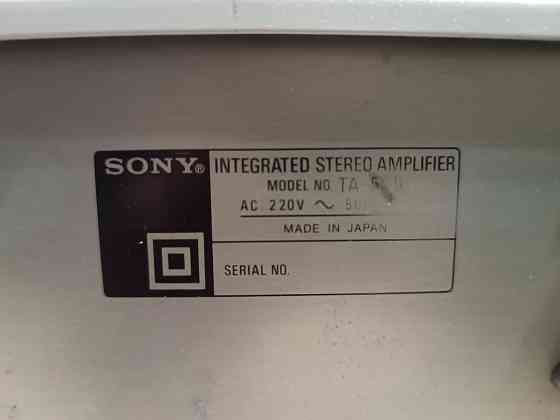 SONY®
INTEGRATED STEREO AMPLIFIER
MODEL NO. TA
AC 220V ~
MADE IN JAPAN
SERIAL NO.